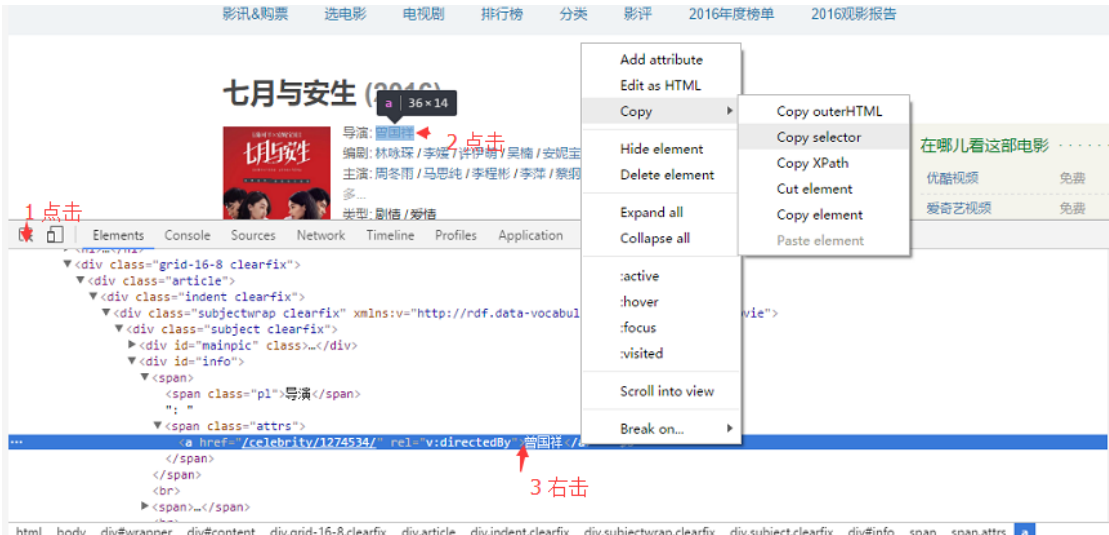 影讯&购票 选电影 电视剧 排行榜 分类 影评 2016年度榜单 2016观影报告
七月与安生 (2016)
a 36×14
导演: 曾国祥
2 点击
编剧: 林咏琛 / 李媛 / 许伊萌 / 吴楠 / 安妮宝
主演: 周冬雨 / 马思纯 / 李程彬 / 李萍 / 蔡纲
多...
类型: 剧情 / 爱情
七月与安生
Add attribute
Edit as HTML
Copy
Hide element
Delete element
Expand all
Collapse all
:active
:hover
:focus
:visited
Scroll into view
Break on...
Copy outerHTML
Copy selector
Copy XPath
Cut element
Copy element
Paste element
在哪儿看这部电影 · · · · · ·
优酷视频 免费
爱奇艺视频 免费
1 点击
Elements Console Sources Network Timeline Profiles Application
▼<div class="grid-16-8 clearfix">
▼<div class="article">
▼<div class="indent clearfix">
▼<div class="subjectwrap clearfix" xmlns:v="http://rdf.data-vocabul vie">
▼<div class="subject clearfix">
▶<div id="mainpic" class>…</div>
▼<div id="info">
▼<span>
<span class="pl">导演</span>
": "
▼<span class="attrs">
... <a href="/celebrity/1274534/" rel="v:directedBy">曾国祥</a
</span>
</span>
<br>
▶<span>…</span>
3 右击
html body div#wrapper div#content div.grid-16-8.clearfix div.article div.indent.clearfix div.subjectwrap.clearfix div.subject.clearfix div#info span span.attrs a